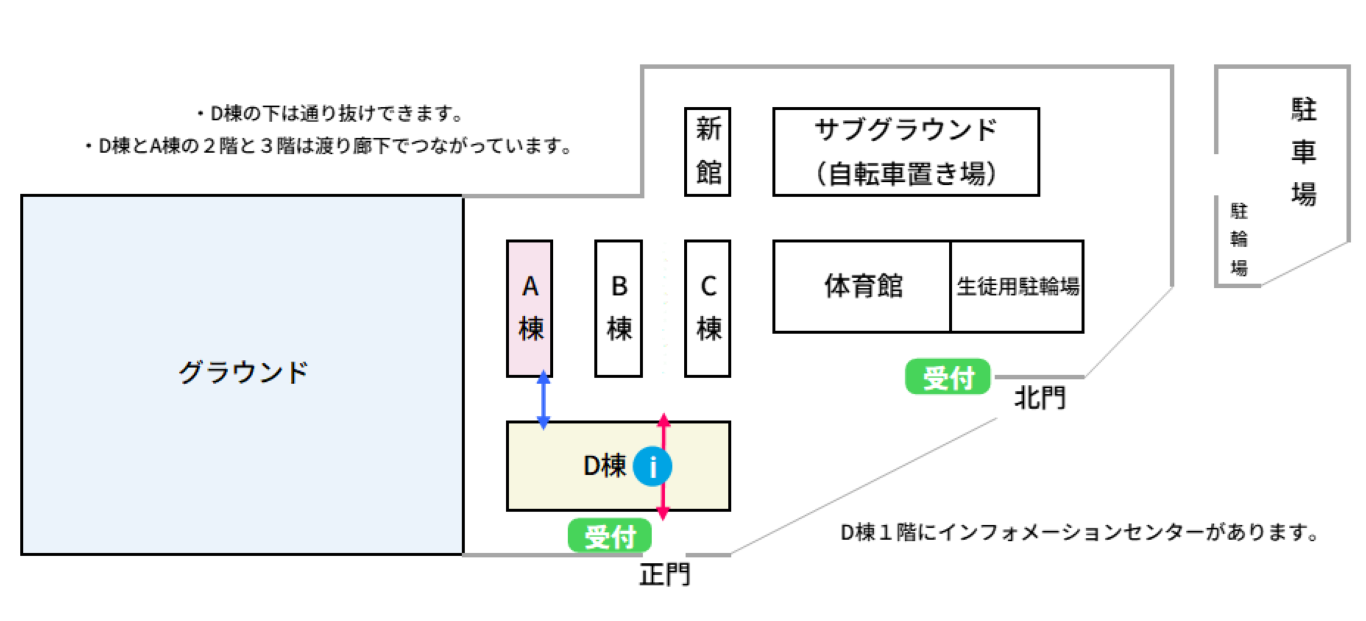 ・D棟の下は通り抜けできます。
・D棟とA棟の２階と３階は渡り廊下でつながっています。
新館
サブグラウンド
（自転車置き場）
駐車場
駐輪場
グラウンド
A棟
B棟
C棟
体育館
生徒用駐輪場
受付
北門
D棟
i
受付
正門
D棟１階にインフォメーションセンターがあります。